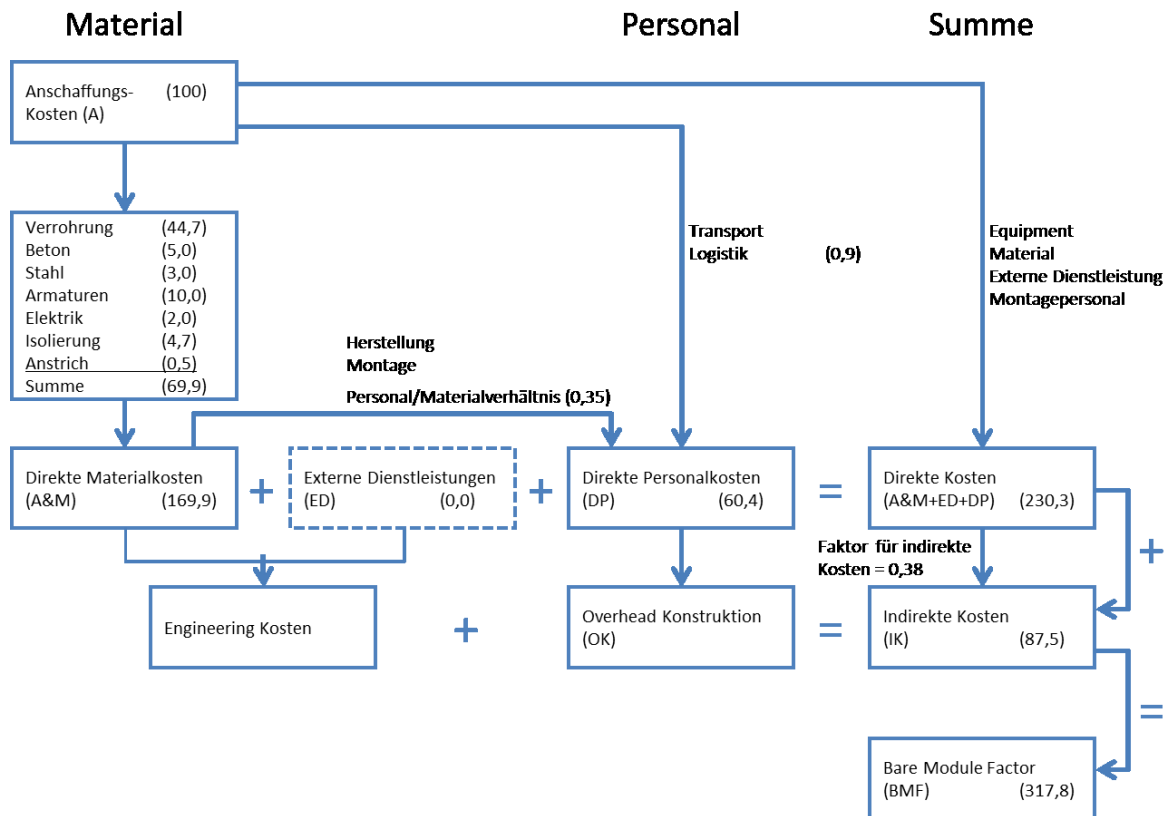 Material Personal Summe
Anschaffungs- (100)
Kosten (A)
Verrohrung (44,7)
Beton (5,0)
Stahl (3,0)
Armaturen (10,0)
Elektrik (2,0)
Isolierung (4,7)
Anstrich (0,5)
Summe (69,9)
Transport
Logistik (0,9)
Equipment
Material
Externe Dienstleistung
Montagepersonal
Herstellung
Montage
Personal/Materialverhältnis (0,35)
Direkte Materialkosten
(A&M) (169,9)
+
Externe Dienstleistungen
(ED) (0,0)
+
Direkte Personalkosten
(DP) (60,4)
=
Direkte Kosten
(A&M+ED+DP) (230,3)
+
Faktor für indirekte
Kosten = 0,38
Engineering Kosten
+
Overhead Konstruktion
(OK)
=
Indirekte Kosten
(IK) (87,5)
=
Bare Module Factor
(BMF) (317,8)